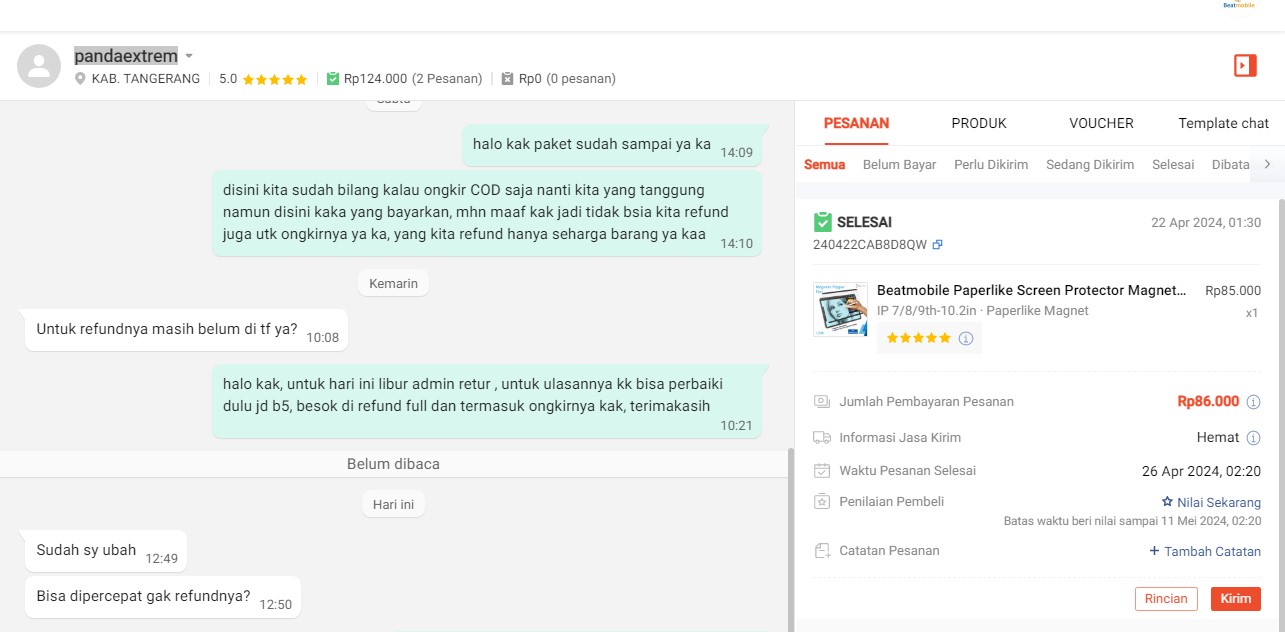 Beatmobile
pandaextrem
KAB. TANGERANG
5.0
Rp124.000 (2 Pesanan)
Rp0 (0 pesanan)
Sabtu
halo kak paket sudah sampai ya ka
14:09
disini kita sudah bilang kalau ongkir COD saja nanti kita yang tanggung
namun disini kaka yang bayarkan, mhn maaf kak jadi tidak bsia kita refund
juga utk ongkirnya ya ka, yang kita refund hanya seharga barang ya kaa
14:10
Kemarin
Untuk refundnya masih belum di tf ya?
10:08
halo kak, untuk hari ini libur admin retur , untuk ulasannya kk bisa perbaiki
dulu jd b5, besok di refund full dan termasuk ongkirnya kak, terimakasih
10:21
Belum dibaca
Hari ini
Sudah sy ubah
12:49
Bisa dipercepat gak refundnya?
12:50
PESANAN
PRODUK
VOUCHER
Template chat
Semua
Belum Bayar
Perlu Dikirim
Sedang Dikirim
Selesai
Dibata
SELESAI
22 Apr 2024, 01:30
240422CAB8D8QW
Beatmobile Paperlike Screen Protector Magnet...
Rp85.000
IP 7/8/9th-10.2in · Paperlike Magnet
x1
Jumlah Pembayaran Pesanan
Rp86.000
Informasi Jasa Kirim
Hemat
Waktu Pesanan Selesai
26 Apr 2024, 02:20
Penilaian Pembeli
Nilai Sekarang
Batas waktu beri nilai sampai 11 Mei 2024, 02:20
Catatan Pesanan
+ Tambah Catatan
Rincian
Kirim